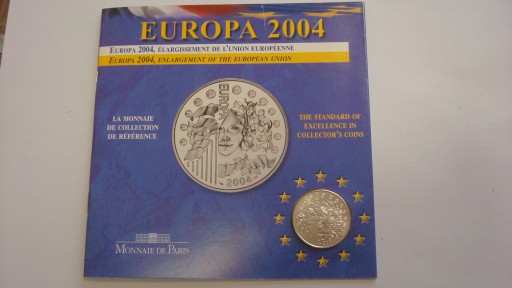 EUROPA 2004
EUROPA 2004, ÉLARGISSEMENT DE L'UNION EUROPÉENNE
EUROPA 2004, ENLARGEMENT OF THE EUROPEAN UNION
LA MONNAIE
DE COLLECTION
DE RÉFÉRENCE
THE STANDARD OF
EXCELLENCE IN
COLLECTOR'S COINS
EUROPA
2004
MONNAIE DE PARIS